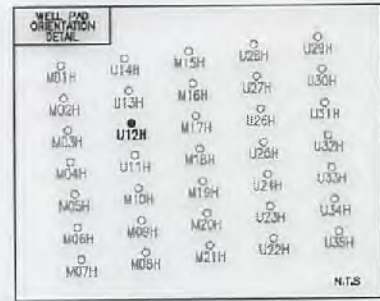 WELL PAD
ORIENTATION
DETAIL
M01H
M02H
M03H
M04H
M05H
M06H
M07H
U14H
U13H
U12H
U11H
M10H
M09H
M08H
M15H
M16H
M17H
M18H
M19H
M20H
M21H
U28H
U27H
U26H
U24H
U23H
U22H
U29H
U30H
U31H
U32H
U33H
U34H
U35H
N.T.S